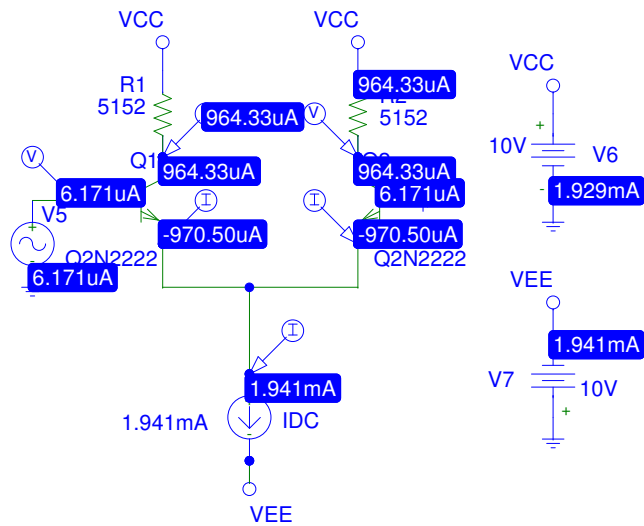 VCC
VCC
VCC
R1
5152
964.33uA
964.33uA
V
R2
5152
10V
+
V6
-
1.929mA
V
Q1
964.33uA
964.33uA
6.171uA
I
I
6.171uA
V5
+
-970.50uA
-970.50uA
Q2N2222
Q2N2222
6.171uA
VEE
I
1.941mA
1.941mA
V7
10V
+
1.941mA
IDC
-
VEE